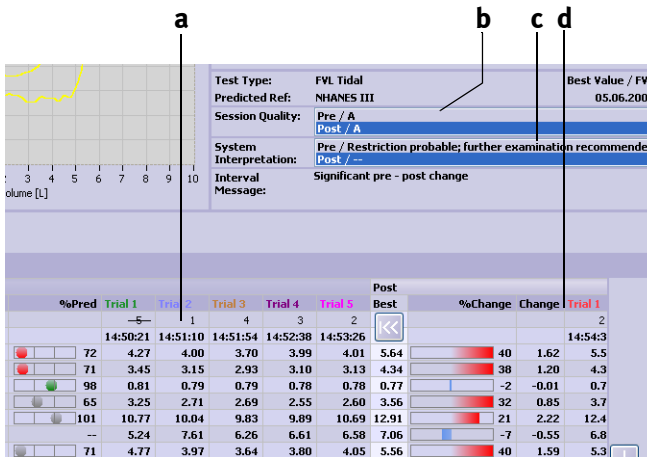 a b c d
Test Type: FVL Tidal Best Value / FV
Predicted Ref: NHANES III 05.06.200
Session Quality: Pre / A
Post / A
System Interpretation: Pre / Restriction probable; further examination recommende
Post / --
Interval Message: Significant pre - post change
2 3 4 5 6 7 8 9 10
olume [L]
Post
%Pred Trial 1 Trial 2 Trial 3 Trial 4 Trial 5 Best %Change Change Trial 1
5 1 4 3 2 2
14:50:21 14:51:10 14:51:54 14:52:38 14:53:26 14:54:3
72 4.27 4.00 3.70 3.99 4.01 5.64 40 1.62 5.5
71 3.45 3.15 2.93 3.10 3.13 4.34 38 1.20 4.3
98 0.81 0.79 0.79 0.78 0.78 0.77 -2 -0.01 0.7
65 3.25 2.71 2.69 2.55 2.60 3.56 32 0.85 3.7
101 10.77 10.04 9.83 9.89 10.69 12.91 21 2.22 12.4
-- 5.24 7.61 6.26 6.61 6.58 7.06 -7 -0.55 6.8
71 4.77 3.97 3.64 3.80 4.05 5.56 40 1.59 5.3